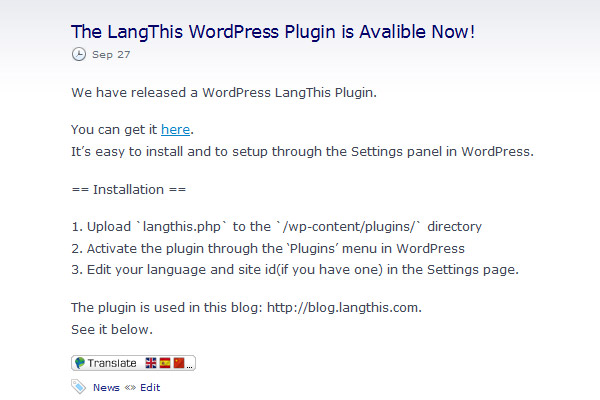 The LangThis WordPress Plugin is Avalible Now!
Sep 27
We have released a WordPress LangThis Plugin.
You can get it here.
It's easy to install and to setup through the Settings panel in WordPress.
== Installation ==
1. Upload `langthis.php` to the `/wp-content/plugins/` directory
2. Activate the plugin through the ‘Plugins’ menu in WordPress
3. Edit your language and site id(if you have one) in the Settings page.
The plugin is used in this blog: http://blog.langthis.com.
See it below.
Translate ...
News «» Edit